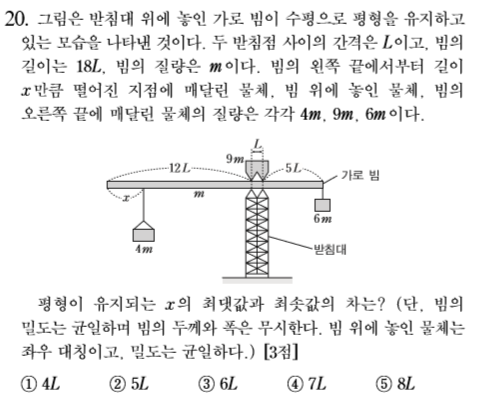 20. 그림은 받침대 위에 놓인 가로 빔이 수평으로 평형을 유지하고
있는 모습을 나타낸 것이다. 두 받침점 사이의 간격은 L이고, 빔의
길이는 18L, 빔의 질량은 m이다. 빔의 왼쪽 끝에서부터 길이
x만큼 떨어진 지점에 매달린 물체, 빔 위에 놓인 물체, 빔의
오른쪽 끝에 매달린 물체의 질량은 각각 4m, 9m, 6m이다.
L
9m
12L
5L
가로 빔
x
m
6m
4m
받침대
평형이 유지되는 x의 최댓값과 최솟값의 차는? (단, 빔의
밀도는 균일하며 빔의 두께와 폭은 무시한다. 빔 위에 놓인 물체는
좌우 대칭이고, 밀도는 균일하다.) [3점]
① 4L ② 5L ③ 6L ④ 7L ⑤ 8L